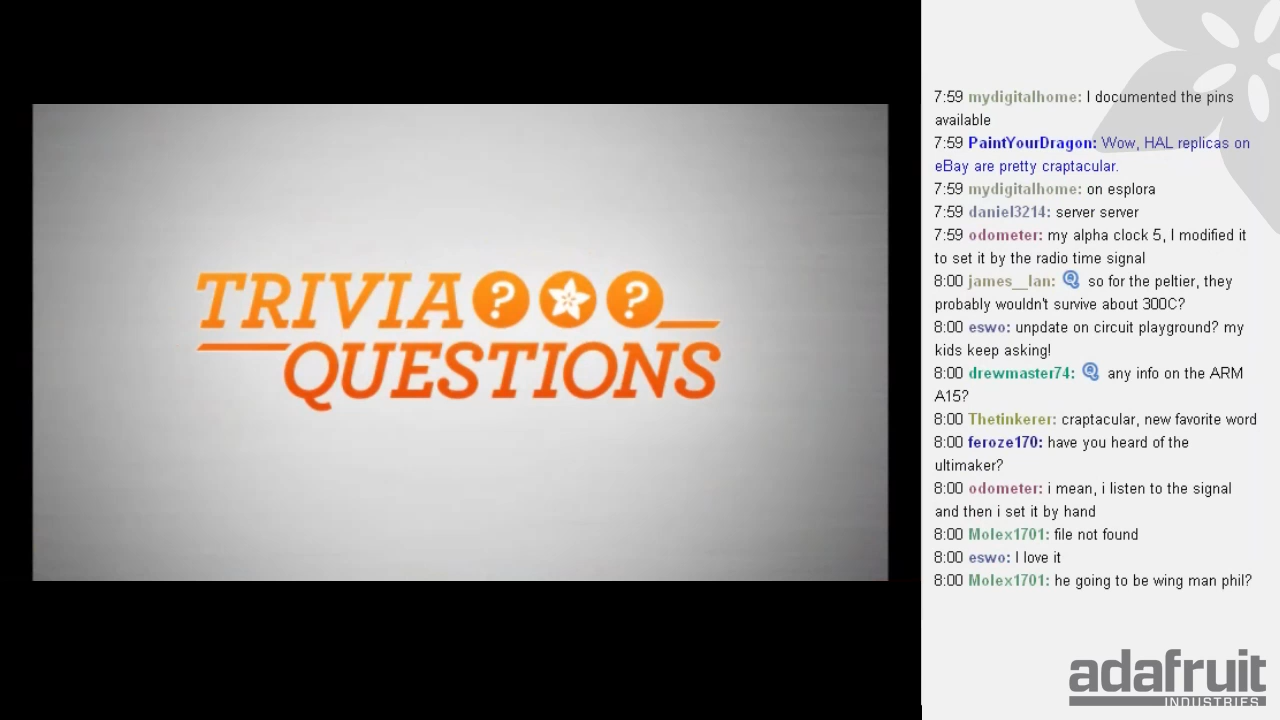 TRIVIA ? ?
QUESTIONS
7:59 mydigitalhome: I documented the pins
available
7:59 PaintYourDragon: Wow, HAL replicas on
eBay are pretty craptacular.
7:59 mydigitalhome: on esplora
7:59 daniel3214: server server
7:59 odometer: my alpha clock 5, I modified it
to set it by the radio time signal
8:00 james__Ian: Q so for the peltier, they
probably wouldn't survive about 300C?
8:00 eswo: unpdate on circuit playground? my
kids keep asking!
8:00 drewmaster74: Q any info on the ARM
A15?
8:00 Thetinkerer: craptacular, new favorite word
8:00 feroze170: have you heard of the
ultimaker?
8:00 odometer: i mean, i listen to the signal
and then i set it by hand
8:00 Molex1701: file not found
8:00 eswo: I love it
8:00 Molex1701: he going to be wing man phil?
adafruit
INDUSTRIES